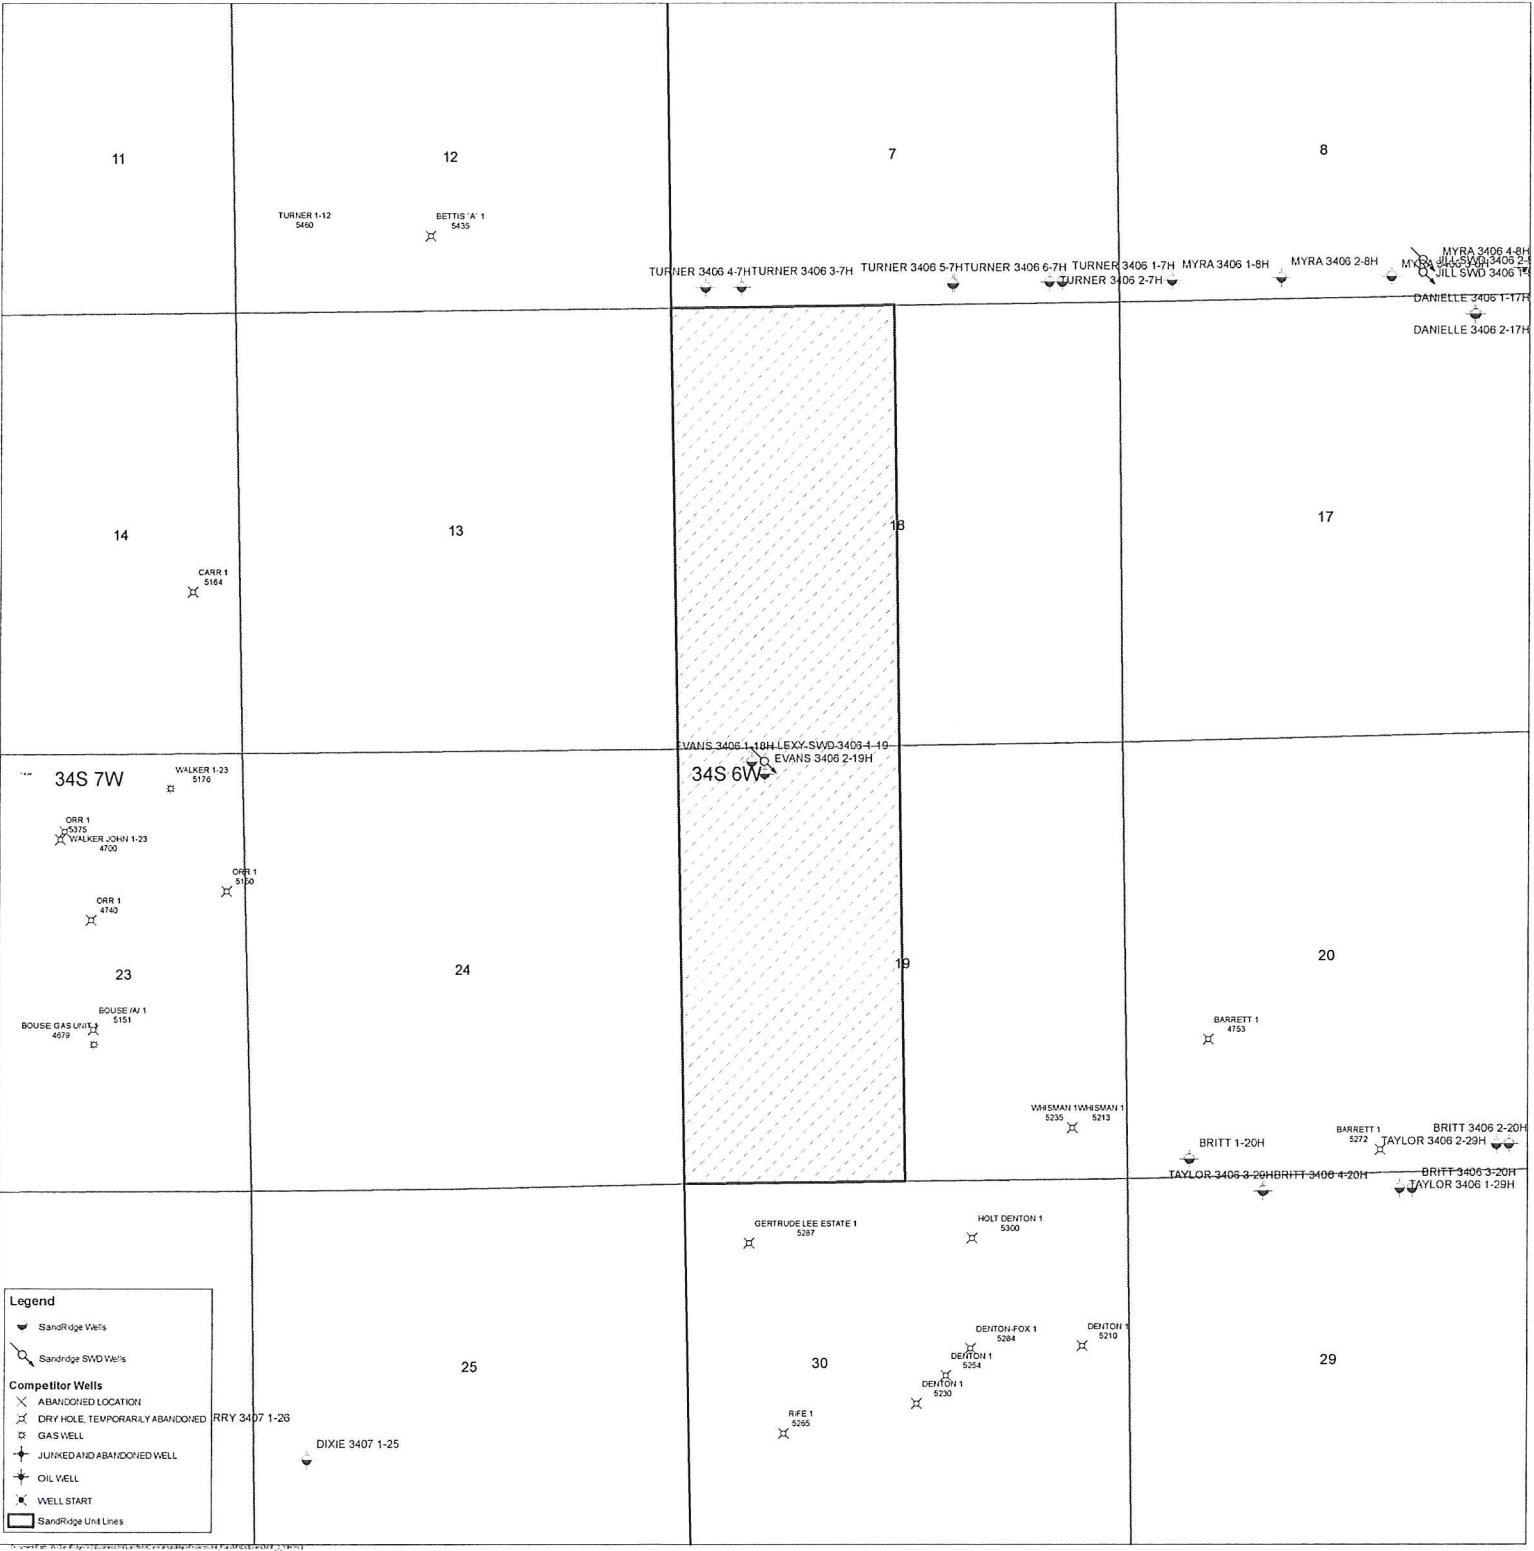 11
12
7
8
TURNER 1-12
5460
BETTIS 'A' 1
5435
TURNER 3406 4-7H
TURNER 3406 3-7H
TURNER 3406 5-7H
TURNER 3406 6-7H
TURNER 3406 1-7H
TURNER 3406 2-7H
MYRA 3406 1-8H
MYRA 3406 2-8H
MYRA 3406 4-8H
JILL SWD 3406 2-
JILL SWD 3406 1-
DANIELLE 3406 1-17H
DANIELLE 3406 2-17H
14
13
18
17
CARR 1
5164
EVANS 3406 1-18H
LEXY SWD 3406 1-19
EVANS 3406 2-19H
34S 7W
34S 6W
WALKER 1-23
5176
ORR 1
5375
WALKER JOHN 1-23
4700
ORR 1
5150
ORR 1
4740
23
24
19
20
BOUSE /A/ 1
5151
BOUSE GAS UNIT 1
4679
BARRETT 1
4753
WHISMAN 1
5235
WHISMAN 1
5213
BARRETT 1
5272
BRITT 3406 2-20H
TAYLOR 3406 2-29H
BRITT 1-20H
TAYLOR 3406 3-29H
BRITT 3406 4-20H
BRITT 3406 3-20H
TAYLOR 3406 1-29H
GERTRUDE LEE ESTATE 1
5287
HOLT DENTON 1
5300
DENTON-FOX 1
5284
DENTON 1
5210
DENTON 1
5254
DENTON 1
5230
RIFE 1
5265
25
30
29
RRY 3407 1-26
DIXIE 3407 1-25
Legend
SandRidge Wells
Sandridge SWD Wells
Competitor Wells
ABANDONED LOCATION
DRY HOLE, TEMPORARILY ABANDONED
GAS WELL
JUNKED AND ABANDONED WELL
OIL WELL
WELL START
SandRidge Unit Lines